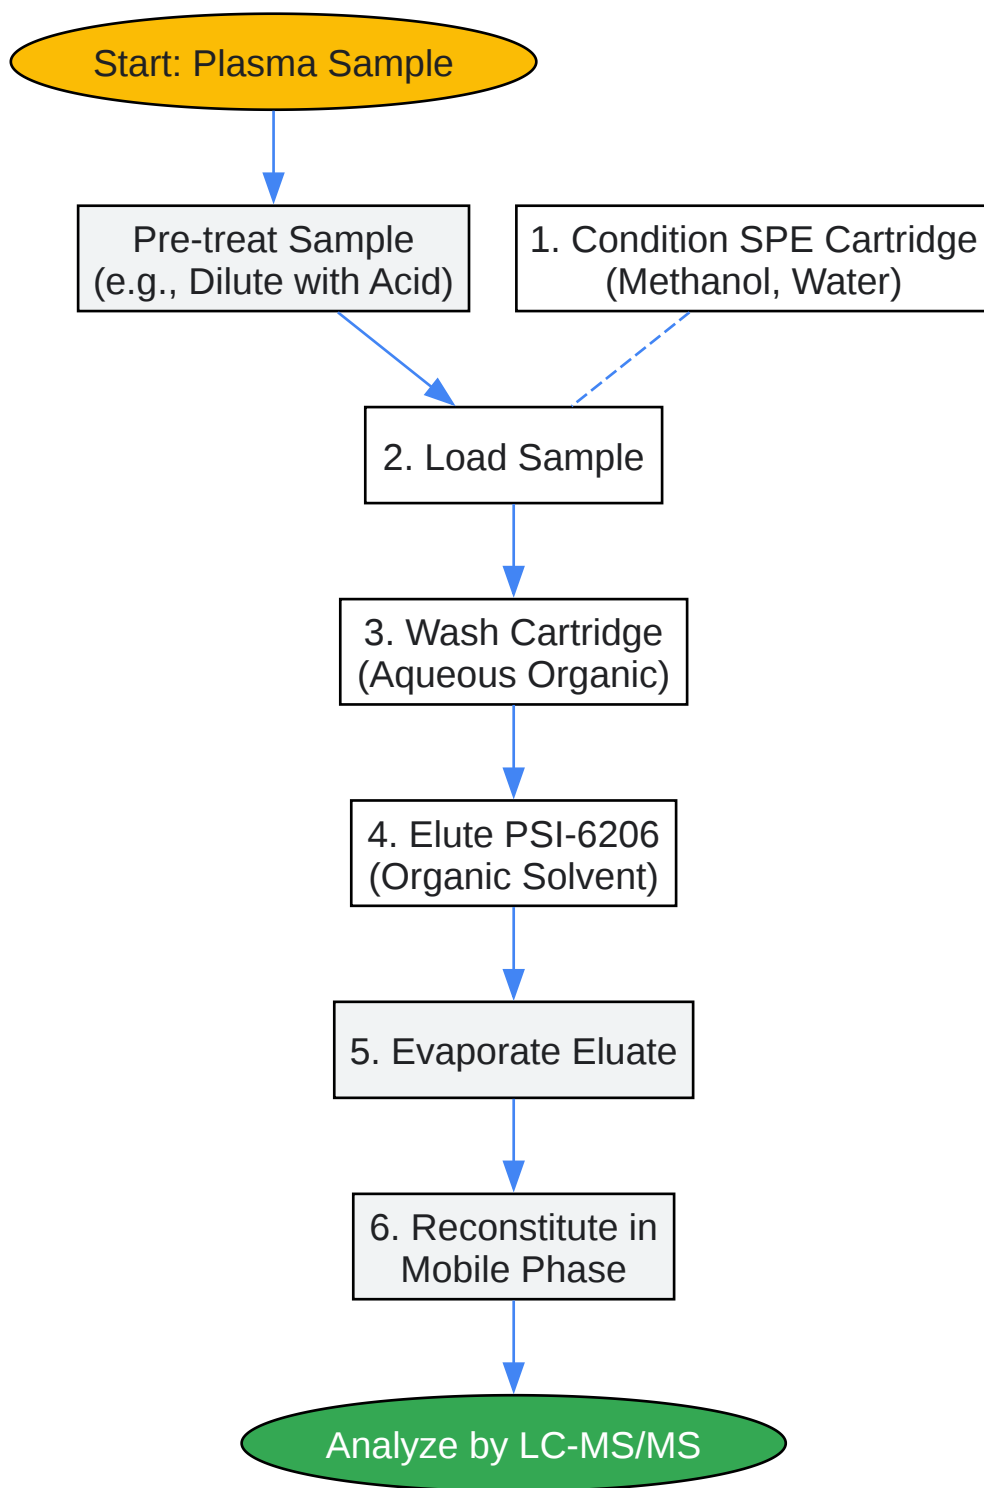 Start: Plasma Sample
Pre-treat Sample
(e.g., Dilute with Acid)
1. Condition SPE Cartridge
(Methanol, Water)
2. Load Sample
3. Wash Cartridge
(Aqueous Organic)
4. Elute PSI-6206
(Organic Solvent)
5. Evaporate Eluate
6. Reconstitute in
Mobile Phase
Analyze by LC-MS/MS